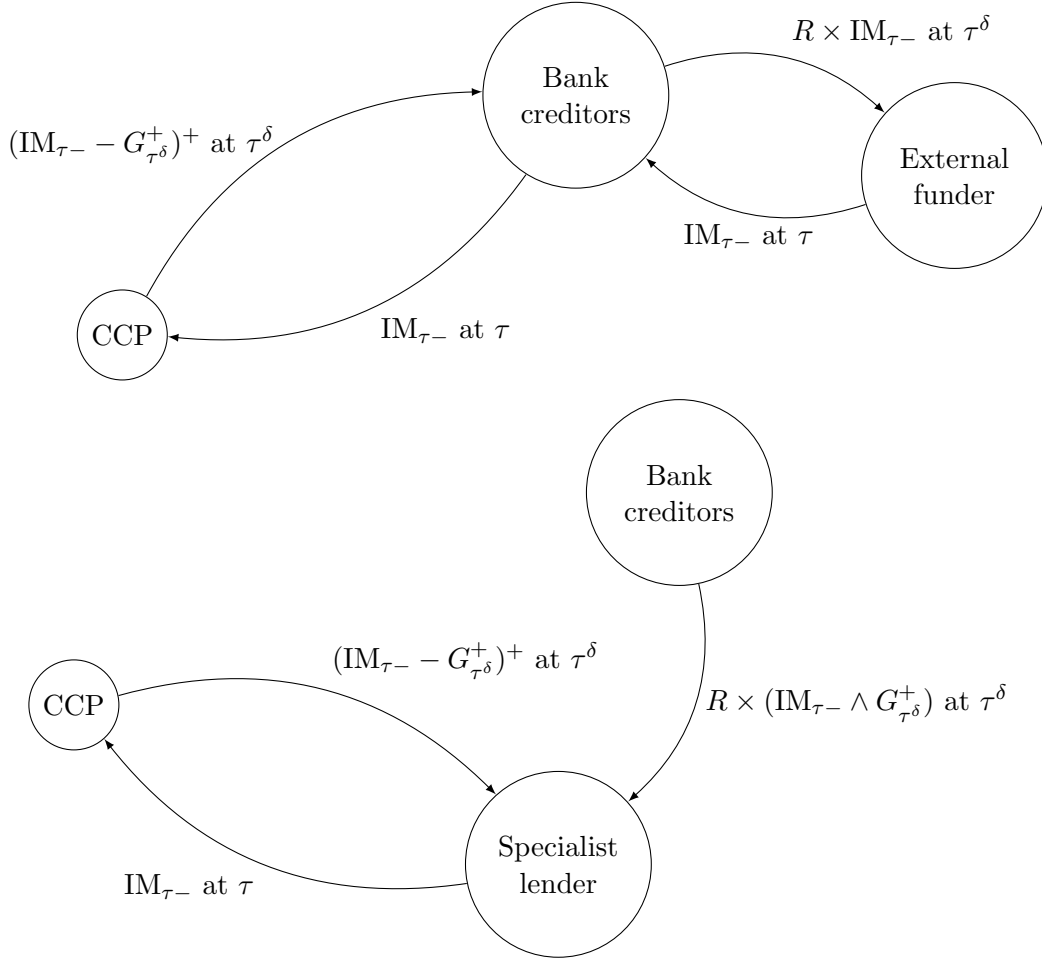 R × IM_{τ−} at τ^δ
Bank
creditors
(IM_{τ−} − G^+_{τ^δ})^+ at τ^δ
External
funder
IM_{τ−} at τ
CCP
IM_{τ−} at τ
Bank
creditors
(IM_{τ−} − G^+_{τ^δ})^+ at τ^δ
CCP
R × (IM_{τ−} ∧ G^+_{τ^δ}) at τ^δ
Specialist
lender
IM_{τ−} at τ